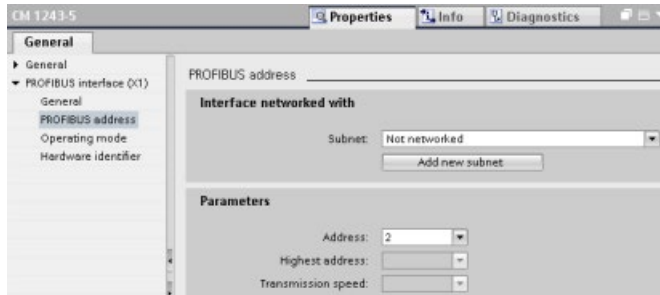 CM 1243-5
Properties
Info
Diagnostics
General
General
PROFIBUS interface (X1)
General
PROFIBUS address
Operating mode
Hardware identifier
PROFIBUS address
Interface networked with
Subnet: Not networked
Add new subnet
Parameters
Address: 2
Highest address:
Transmission speed: